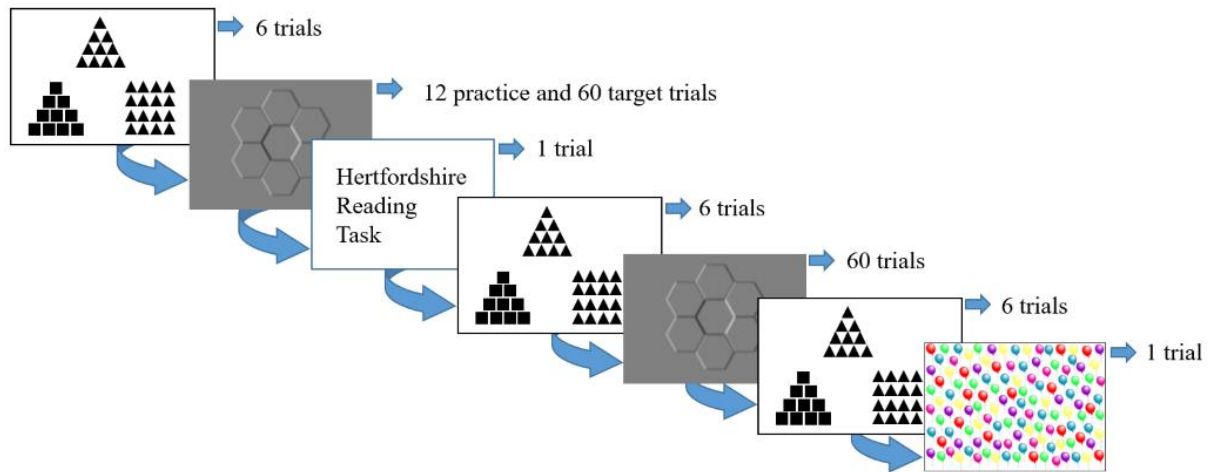 6 trials
12 practice and 60 target trials
1 trial
Hertfordshire
Reading
Task
6 trials
60 trials
6 trials
1 trial